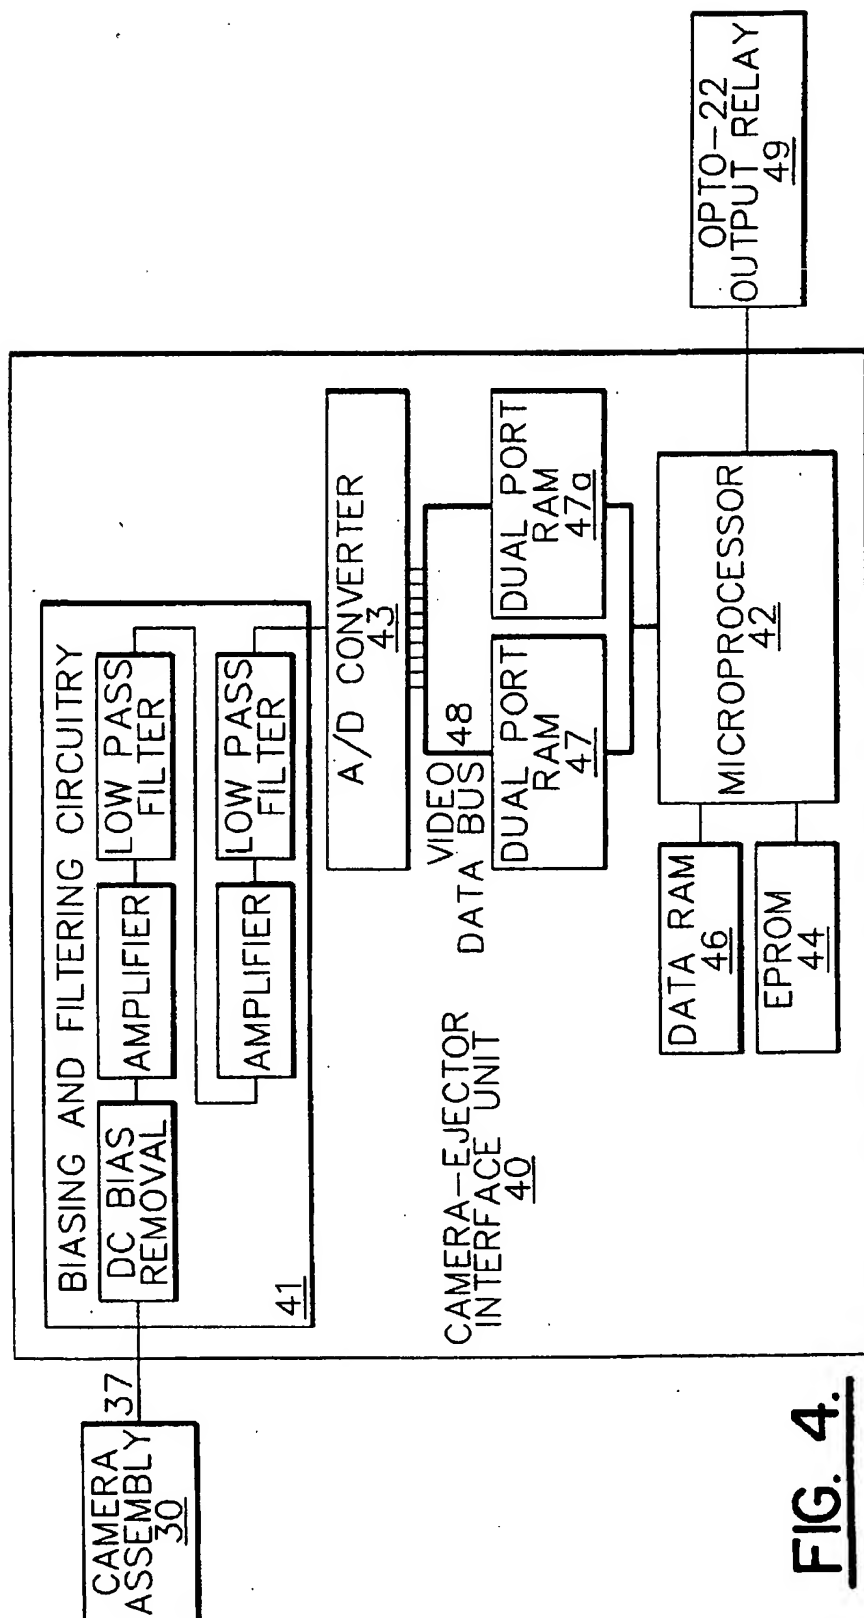 CAMERA
ASSEMBLY
30
37
BIASING AND FILTERING CIRCUITRY
DC BIAS
REMOVAL
AMPLIFIER
LOW PASS
FILTER
AMPLIFIER
LOW PASS
FILTER
41
A/D CONVERTER
43
CAMERA-EJECTOR
INTERFACE UNIT
40
VIDEO
DATA BUS
48
DUAL PORT
RAM
47
DUAL PORT
RAM
47a
DATA RAM
46
EPROM
44
MICROPROCESSOR
42
OPTO-22
OUTPUT RELAY
49
FIG. 4.